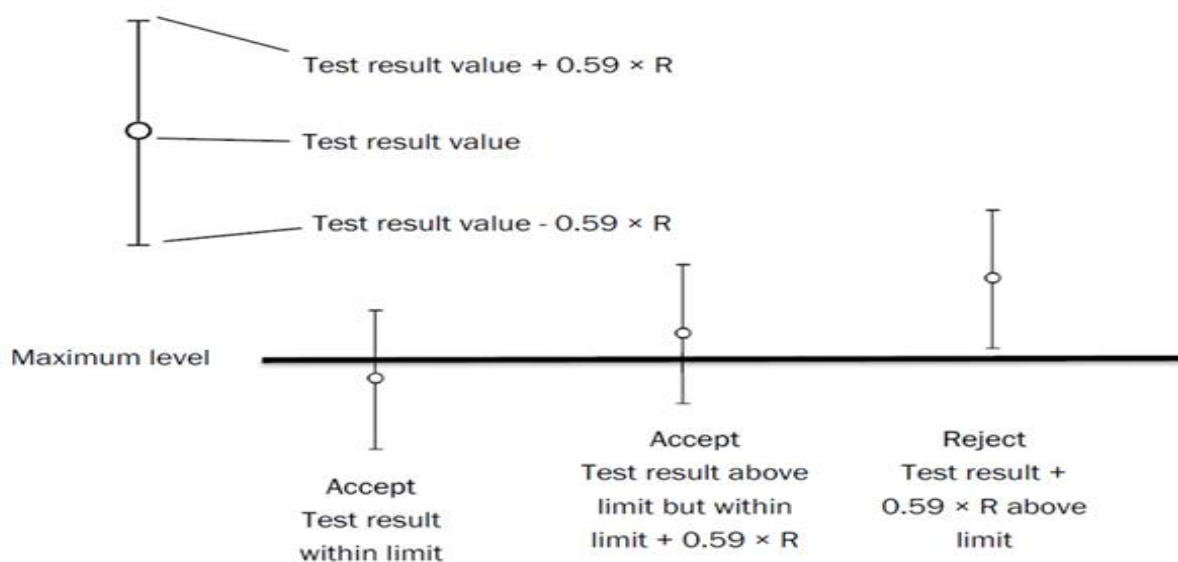 Test result value + 0.59 × R
Test result value
Test result value - 0.59 × R
Maximum level
Accept
Test result
within limit
Accept
Test result above
limit but within
limit + 0.59 × R
Reject
Test result +
0.59 × R above
limit